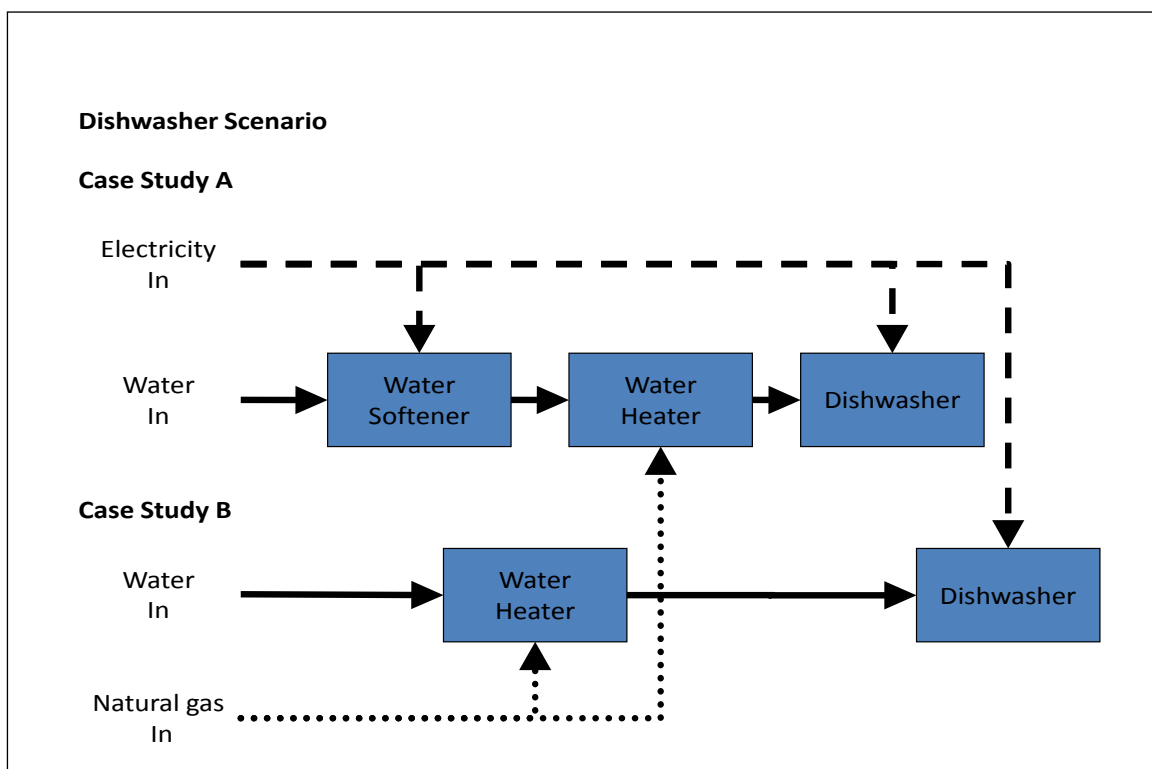 Dishwasher Scenario
Case Study A
Electricity
In
Water
In
Water
Softener
Water
Heater
Dishwasher
Case Study B
Water
In
Water
Heater
Dishwasher
Natural gas
In